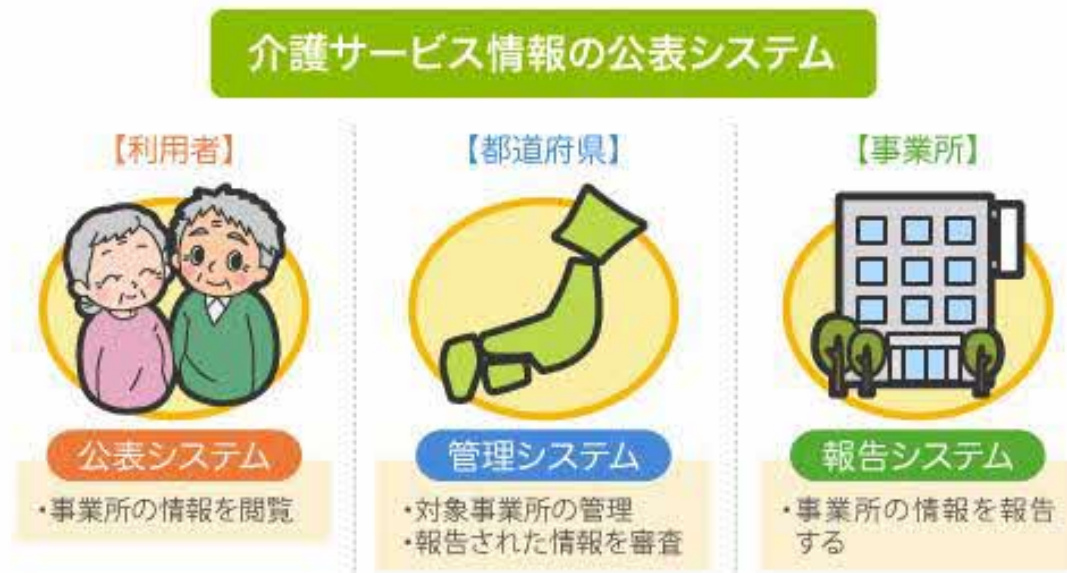 介護サービス情報の公表システム
【利用者】
公表システム
・事業所の情報を閲覧
【都道府県】
管理システム
・対象事業所の管理
・報告された情報を審査
【事業所】
報告システム
・事業所の情報を報告
する